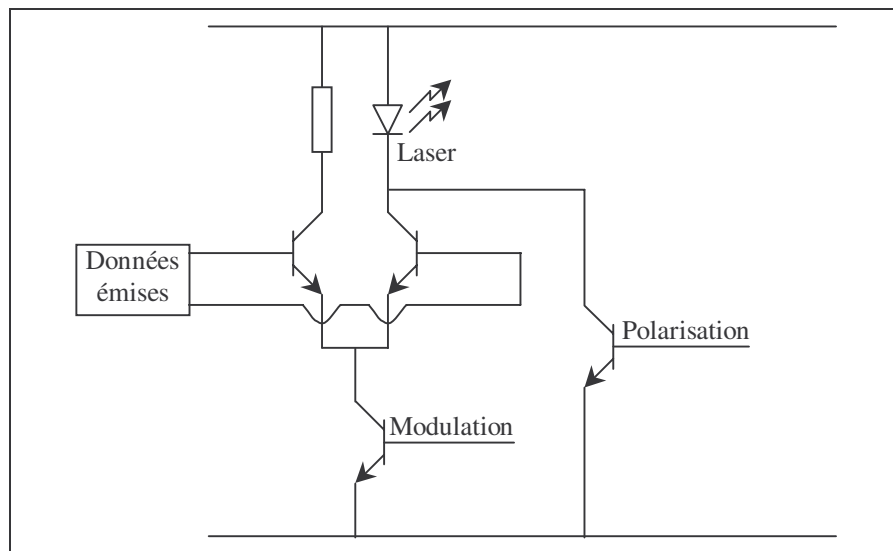 Laser
Données
émises
Polarisation
Modulation